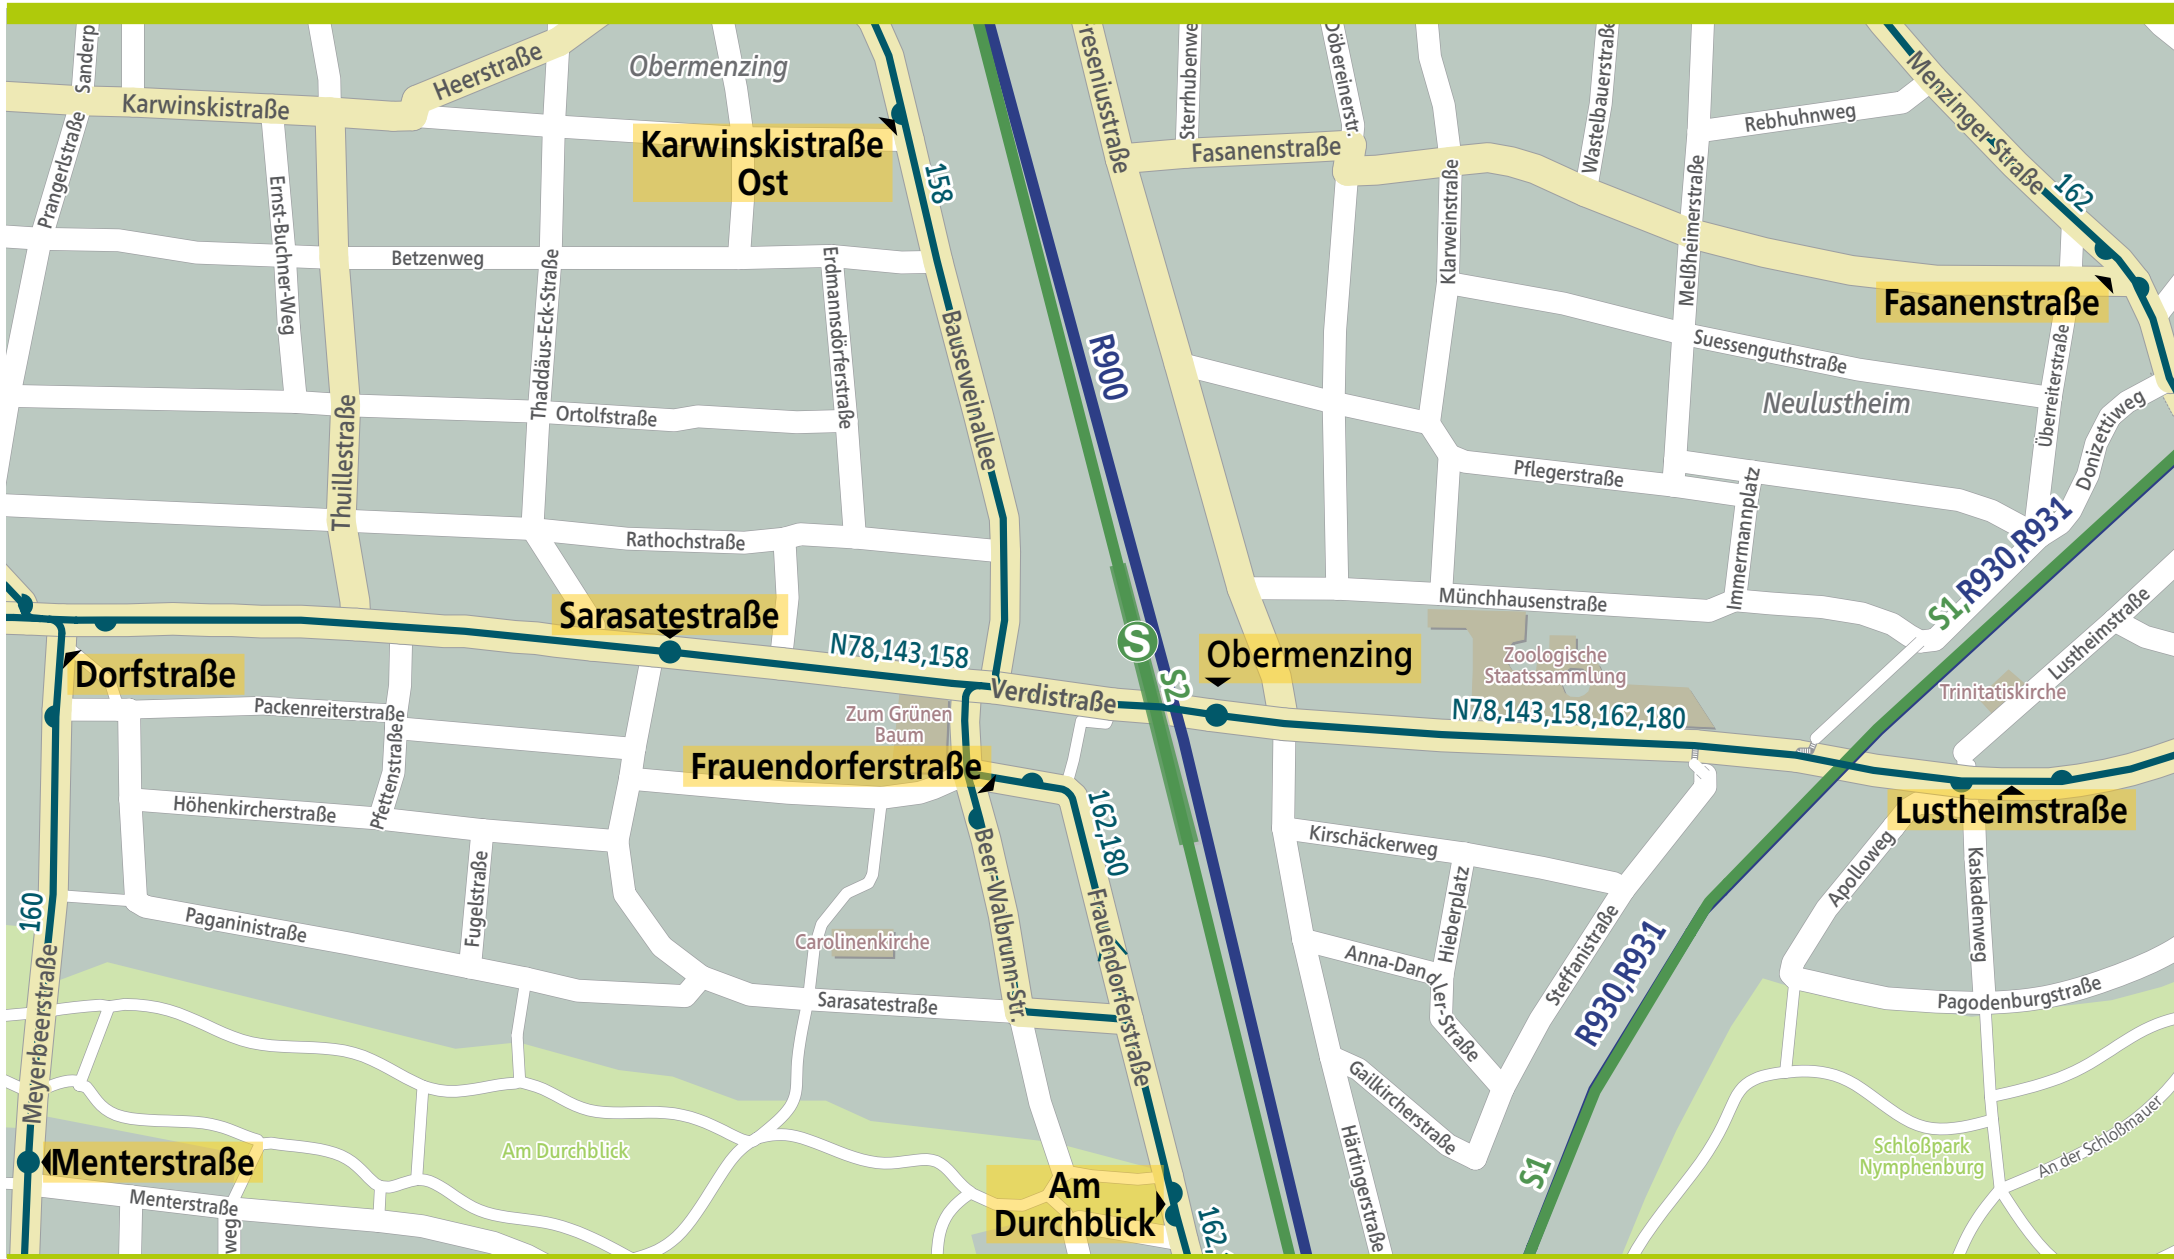 Sanderp
Heerstraße
Obermenzing
Karwinskistraße
Prangerlstraße
Ernst-Buchner-Weg
Karwinskistraße
Ost
158
Betzenweg
Thaddäus-Eck-Straße
Erdmannsdörferstraße
Bauseweinallee
Ortolfstraße
Thuillestraße
Rathochstraße
R900
reseniusstraße
Sterrhubenwe
Döbereinerstr.
Fasanenstraße
Klarweinstraße
Wastelbauerstraße
Meßheimerstraße
Rebhuhnweg
Menzinger-Straße
162
Fasanenstraße
Suessenguthstraße
Neulustheim
Überreiterstraße
Donizettiweg
Pflegerstraße
Immermannplatz
Münchhausenstraße
S1,R930,R931
Lustheimstraße
Sarasatestraße
N78,143,158
Verdistraße
S
S2
Obermenzing
Zoologische
Staatssammlung
N78,143,158,162,180
Trinitatiskirche
Lustheimstraße
Dorfstraße
Packenreiterstraße
Pfettenstraße
Zum Grünen
Baum
Frauendorferstraße
Höhenkircherstraße
Fugelstraße
Beer-Walbrunn-Str.
162,180
Frauendorferstraße
160
Paganinistraße
Carolinenkirche
Sarasatestraße
Meyerbeerstraße
Kirschäckerweg
Hieberplatz
Anna-Dandler-Straße
Steffanistraße
R930,R931
Gailkircherstraße
Härtingerstraße
S1
Apolloweg
Kaskadenweg
Pagodenburgstraße
An der Schloßmauer
Schloßpark
Nymphenburg
Am Durchblick
Menterstraße
Menterstraße
weg
Am
Durchblick
162,